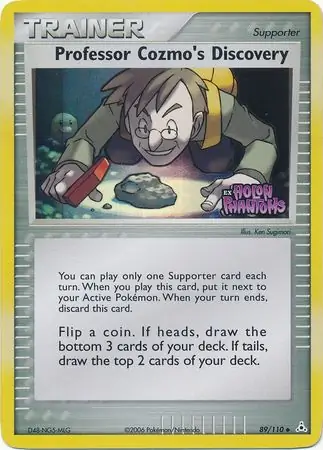 TRAINER
Supporter
Professor Cozmo's Discovery
EX HOLON
PHANTOMS
Illus. Ken Sugimori
You can play only one Supporter card each
turn. When you play this card, put it next to
your Active Pokémon. When your turn ends,
discard this card.
Flip a coin. If heads, draw the
bottom 3 cards of your deck. If tails,
draw the top 2 cards of your deck.
D48-NG5-MLG
©2006 Pokémon/Nintendo
89/110